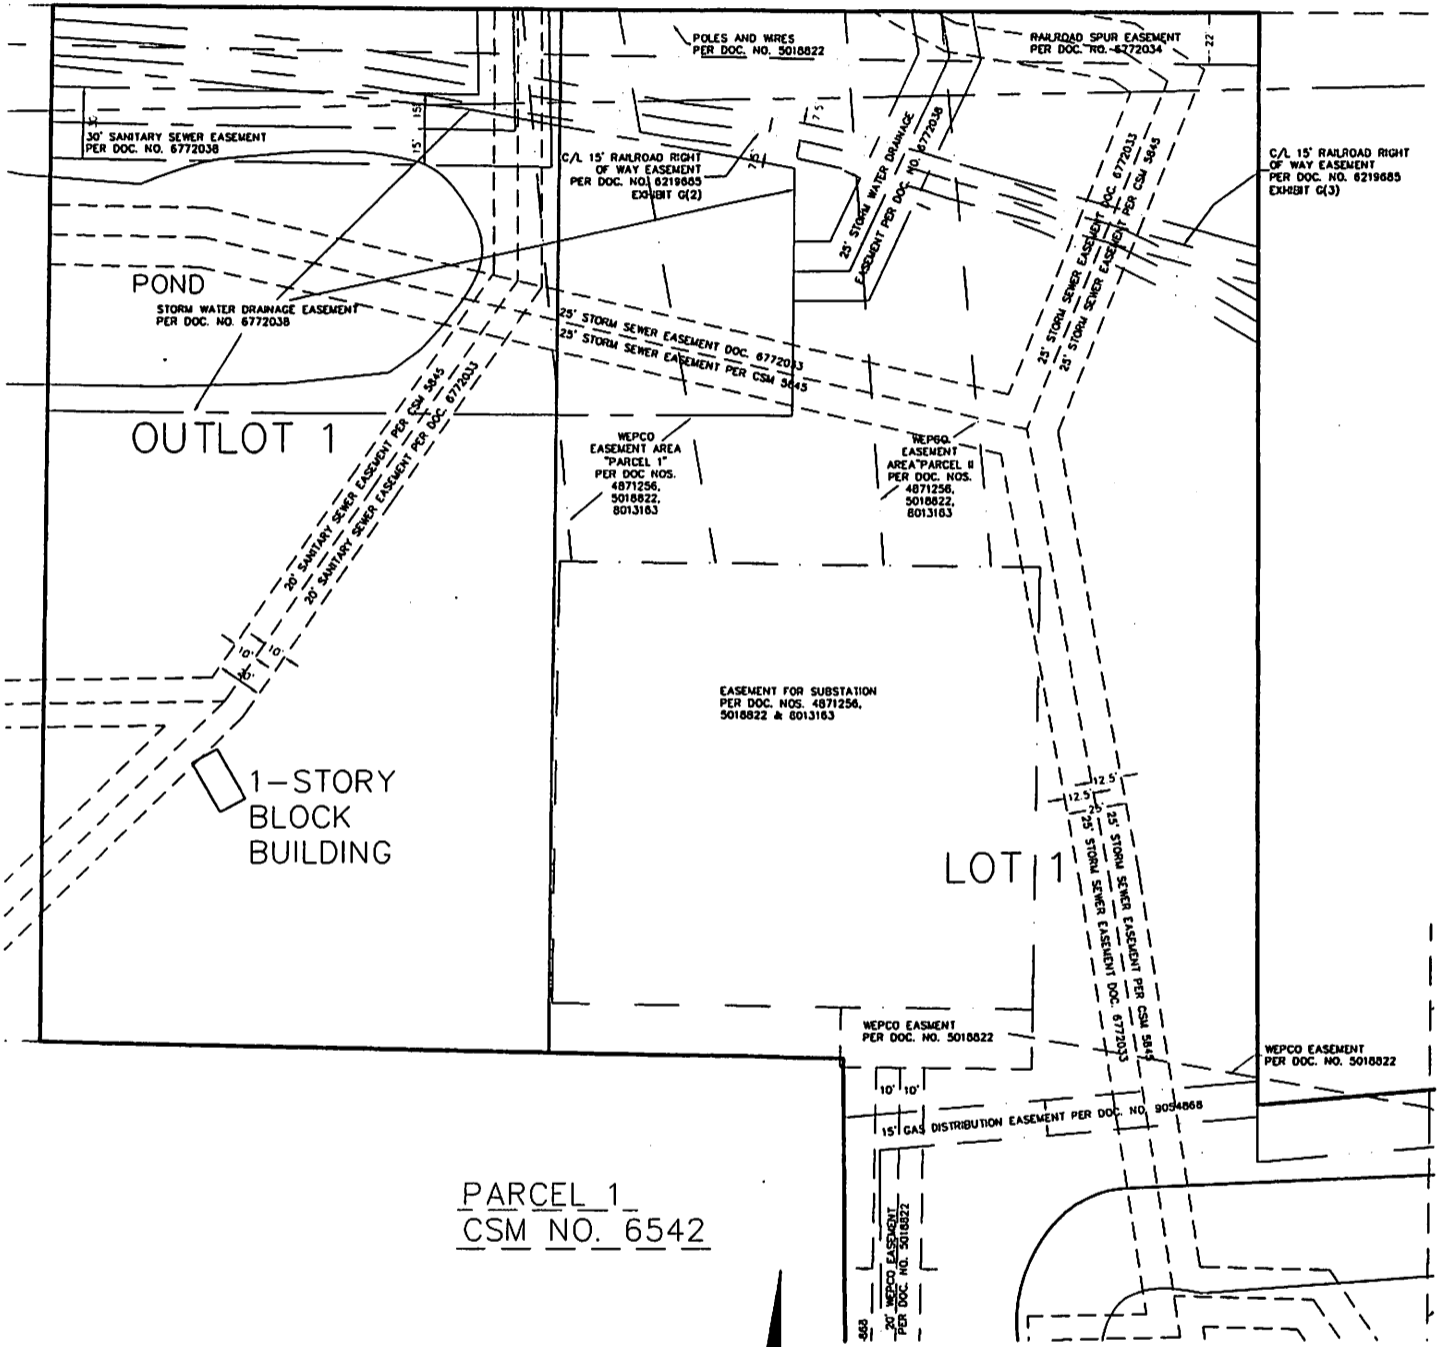 POLES AND WIRES
PER DOC. NO. 5018822
RAILROAD SPUR EASEMENT
PER DOC. NO. 6772034
22'
30'
30' SANITARY SEWER EASEMENT
PER DOC. NO. 6772038
15'
15'
C/L 15' RAILROAD RIGHT
OF WAY EASEMENT
PER DOC. NO. 6219685
EXHIBIT G(2)
7.5'
7.5'
25' STORM WATER DRAINAGE
EASEMENT PER DOC. NO. 6772038
25' STORM SEWER EASEMENT DOC. 6772033
25' STORM SEWER EASEMENT PER CSM 5845
C/L 15' RAILROAD RIGHT
OF WAY EASEMENT
PER DOC. NO. 6219685
EXHIBIT G(3)
POND
STORM WATER DRAINAGE EASEMENT
PER DOC. NO. 6772038
25' STORM SEWER EASEMENT DOC. 6772033
25' STORM SEWER EASEMENT PER CSM 5845
OUTLOT 1
20' SANITARY SEWER EASEMENT PER CSM 5845
20' SANITARY SEWER EASEMENT PER DOC. 6772033
WEPCO
EASEMENT AREA
"PARCEL 1"
PER DOC NOS.
4871256,
5018822,
8013163
WEPCO
EASEMENT
AREA "PARCEL II
PER DOC. NOS.
4871256,
5018822,
8013163
10'
10'
20'
EASEMENT FOR SUBSTATION
PER DOC. NOS. 4871256,
5018822 & 8013163
1-STORY
BLOCK
BUILDING
12.5'
12.5'
25'
LOT 1
25' STORM SEWER EASEMENT DOC. 6772033
25' STORM SEWER EASEMENT PER CSM 5845
WEPCO EASMENT
PER DOC. NO. 5018822
WEPCO EASEMENT
PER DOC. NO. 5018822
10'
10'
15' GAS DISTRIBUTION EASEMENT PER DOC. NO. 9054868
PARCEL 1
CSM NO. 6542
20' WEPCO EASEMENT
PER DOC. NO. 5018822
868